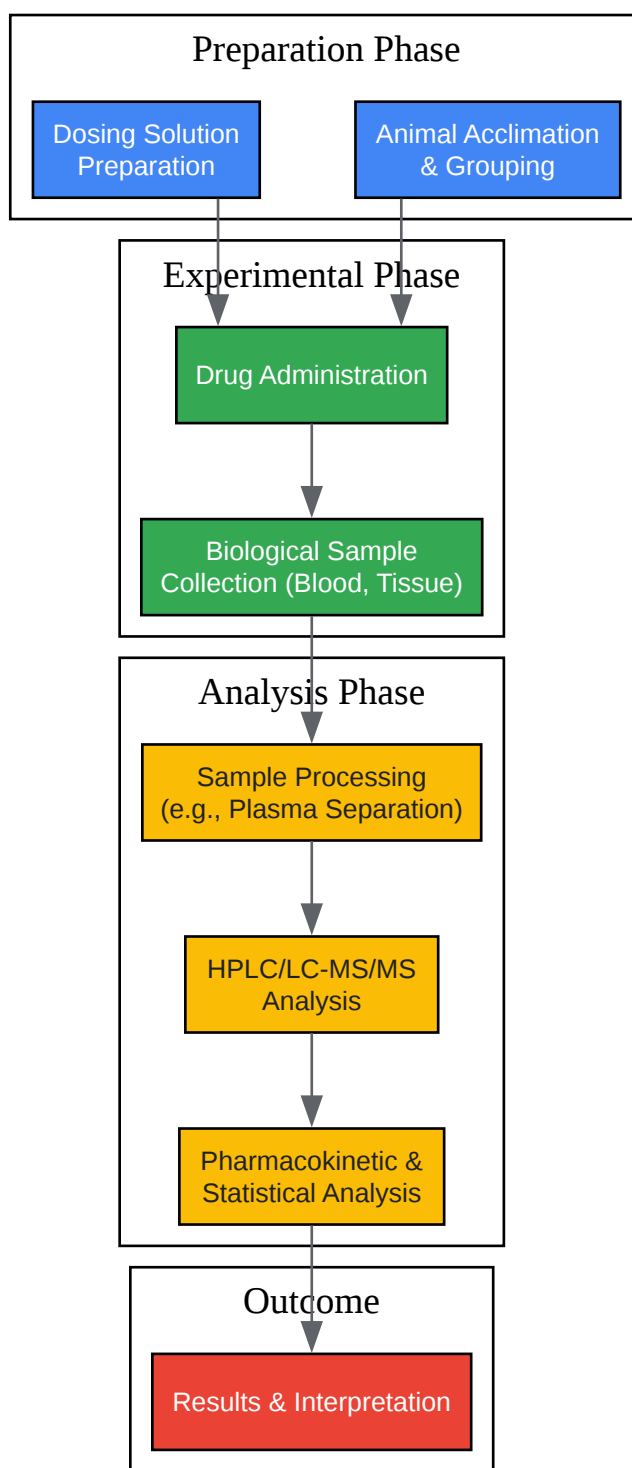 Preparation Phase
Dosing Solution
Preparation
Animal Acclimation
& Grouping
Experimental Phase
Drug Administration
Biological Sample
Collection (Blood, Tissue)
Analysis Phase
Sample Processing
(e.g., Plasma Separation)
HPLC/LC-MS/MS
Analysis
Pharmacokinetic &
Statistical Analysis
Outcome
Results & Interpretation